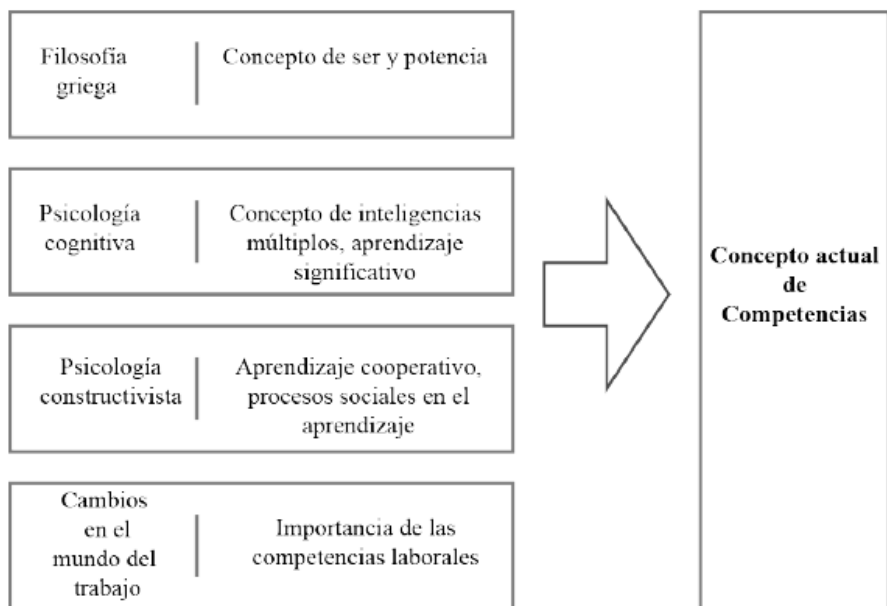 Filosofía
griega
Concepto de ser y potencia
Psicología
cognitiva
Concepto de inteligencias
múltiplos, aprendizaje
significativo
Psicología
constructivista
Aprendizaje cooperativo,
procesos sociales en el
aprendizaje
Cambios
en el
mundo del
trabajo
Importancia de las
competencias laborales
Concepto actual
de
Competencias